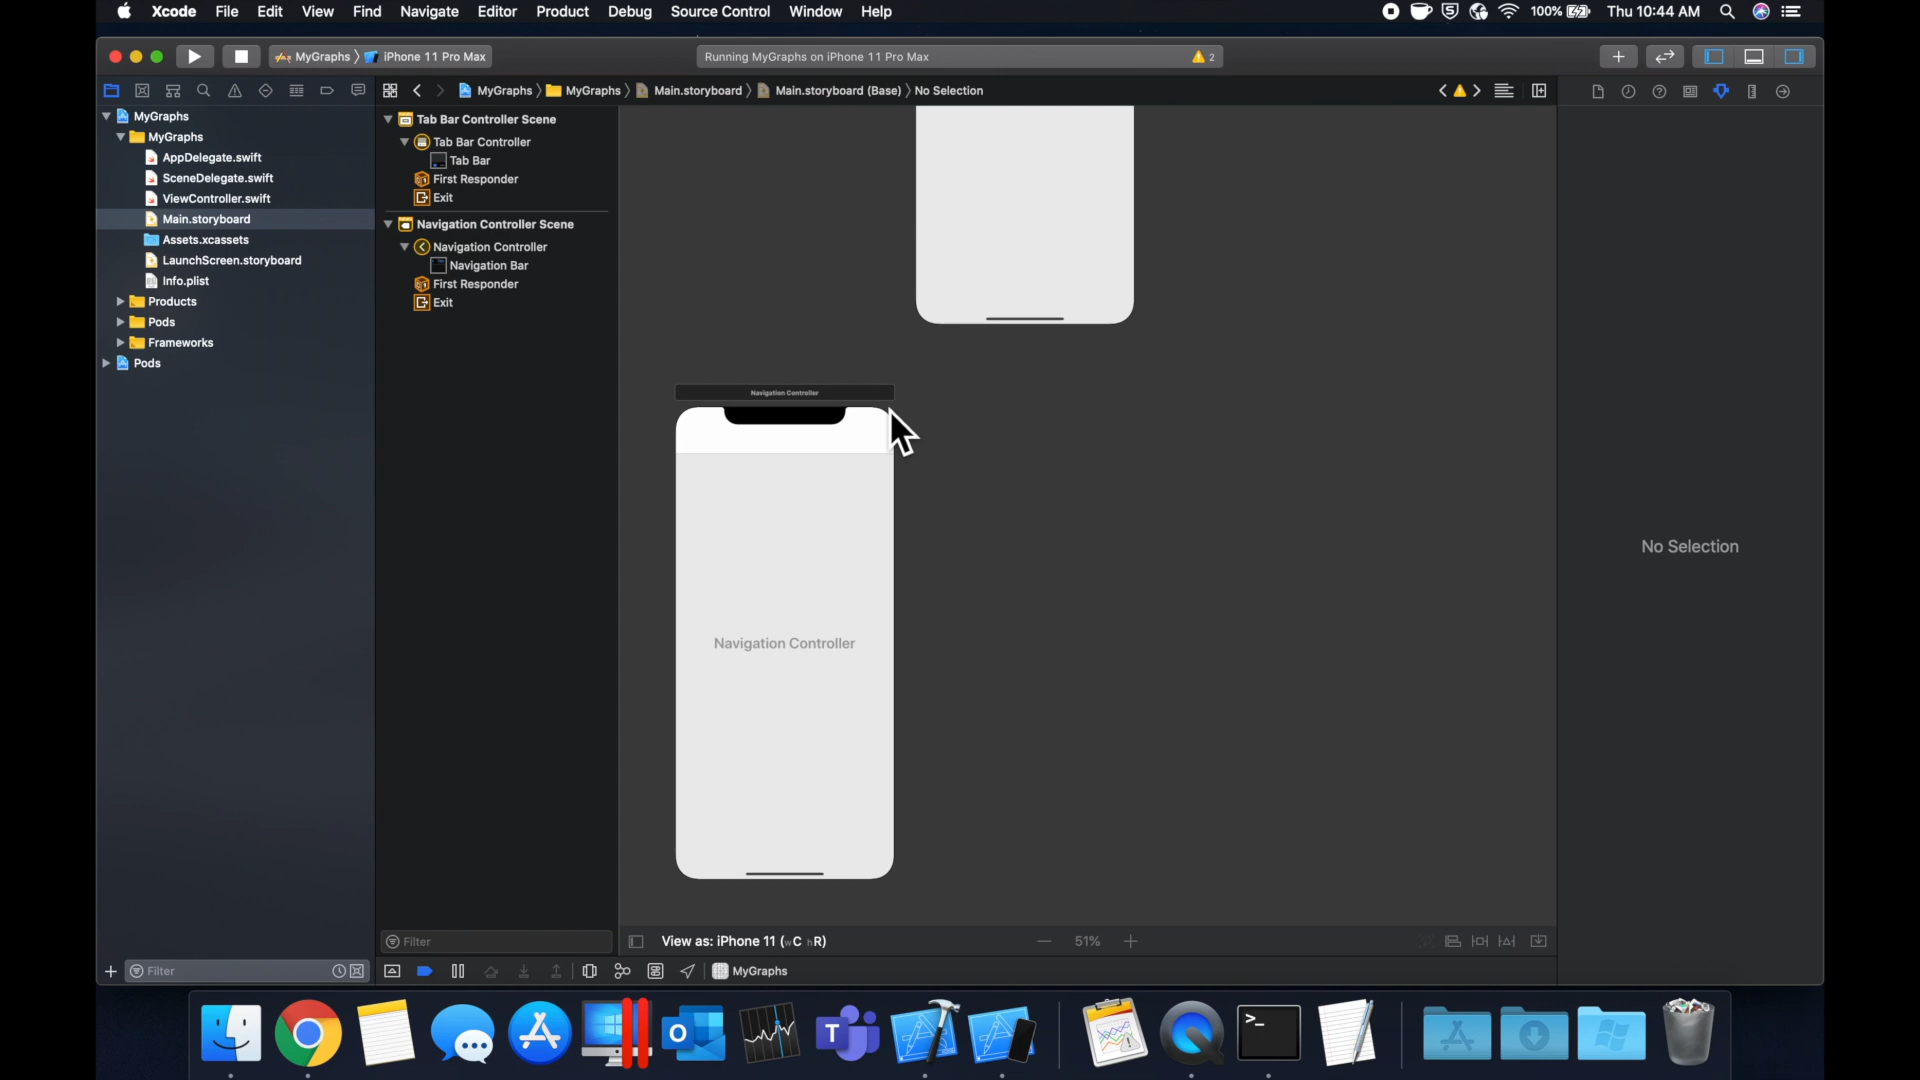 Xcode File Edit View Find Navigate Editor Product Debug Source Control Window Help 100% Thu 10:44 AM
MyGraphs iPhone 11 Pro Max
Running MyGraphs on iPhone 11 Pro Max
2
MyGraphs MyGraphs Main.storyboard Main.storyboard (Base) No Selection
MyGraphs
MyGraphs
AppDelegate.swift
SceneDelegate.swift
ViewController.swift
Main.storyboard
Assets.xcassets
LaunchScreen.storyboard
Info.plist
Products
Pods
Frameworks
Pods
Tab Bar Controller Scene
Tab Bar Controller
Tab Bar
First Responder
Exit
Navigation Controller Scene
Navigation Controller
Navigation Bar
First Responder
Exit
Navigation Controller
Navigation Controller
No Selection
Filter
View as: iPhone 11 (wC hR)
51%
Filter
MyGraphs